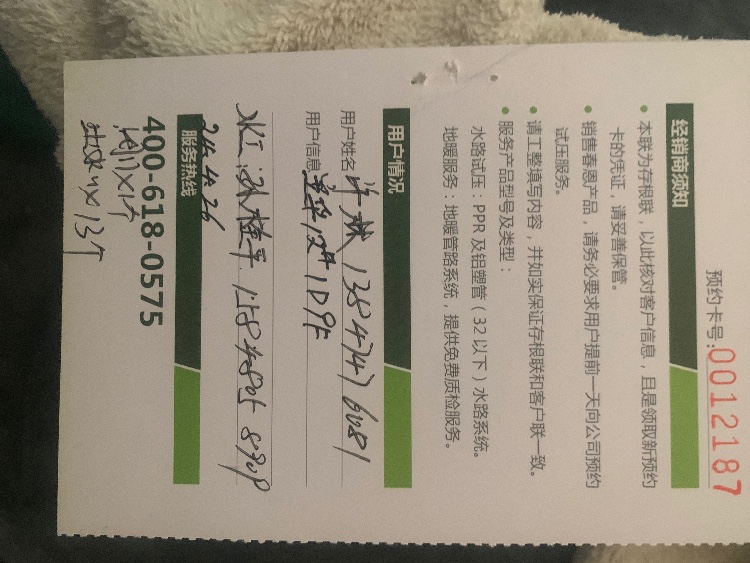 预约卡号:0012187
经销商须知
• 本联为存根联，以此核对客户信息，且是领取新预约
卡的凭证，请妥善保管。
• 销售春恩产品，请务必要求用户提前一天向公司预约
试压服务。
• 请工整填写内容，并如实保证存根联和客户联一致。
• 服务产品型号及类型：
水路试压：PPR 及铝塑管（32 以下）水路系统。
地暖服务：地暖管路系统，提供免费质检服务。
用户情况
用户姓名 许
用户信息 1D9F
水工
服务热线
400-618-0575